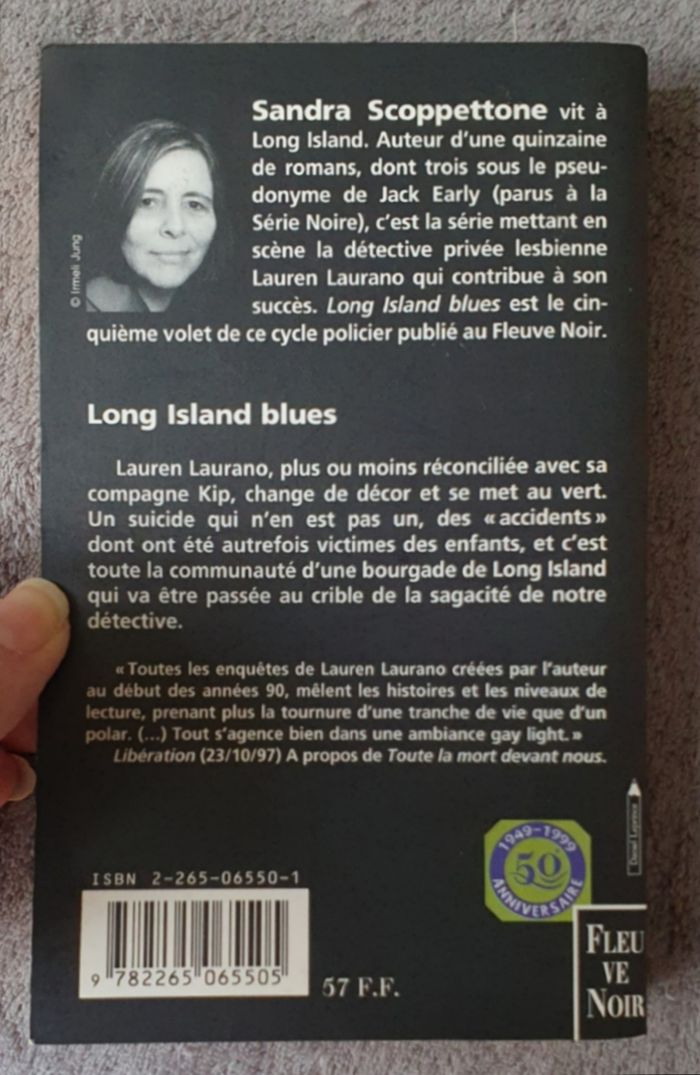 Sandra Scoppettone vit à
Long Island. Auteur d'une quinzaine
de romans, dont trois sous le pseu-
donyme de Jack Early (parus à la
Série Noire), c'est la série mettant en
scène la détective privée lesbienne
Lauren Laurano qui contribue à son
succès. Long Island blues est le cin-
quième volet de ce cycle policier publié au Fleuve Noir.
© Irmeli Jung
Long Island blues
Lauren Laurano, plus ou moins réconciliée avec sa
compagne Kip, change de décor et se met au vert.
Un suicide qui n'en est pas un, des « accidents »
dont ont été autrefois victimes des enfants, et c'est
toute la communauté d'une bourgade de Long Island
qui va être passée au crible de la sagacité de notre
détective.
« Toutes les enquêtes de Lauren Laurano créées par l'auteur
au début des années 90, mêlent les histoires et les niveaux de
lecture, prenant plus la tournure d'une tranche de vie que d'un
polar. (...) Tout s'agence bien dans une ambiance gay light. »
Libération (23/10/97) A propos de Toute la mort devant nous.
Daniel Leprince
1949-1999
50
ANNIVERSAIRE
ISBN 2-265-06550-1
9 782265 065505
57 F.F.
FLEU
VE
NOIR